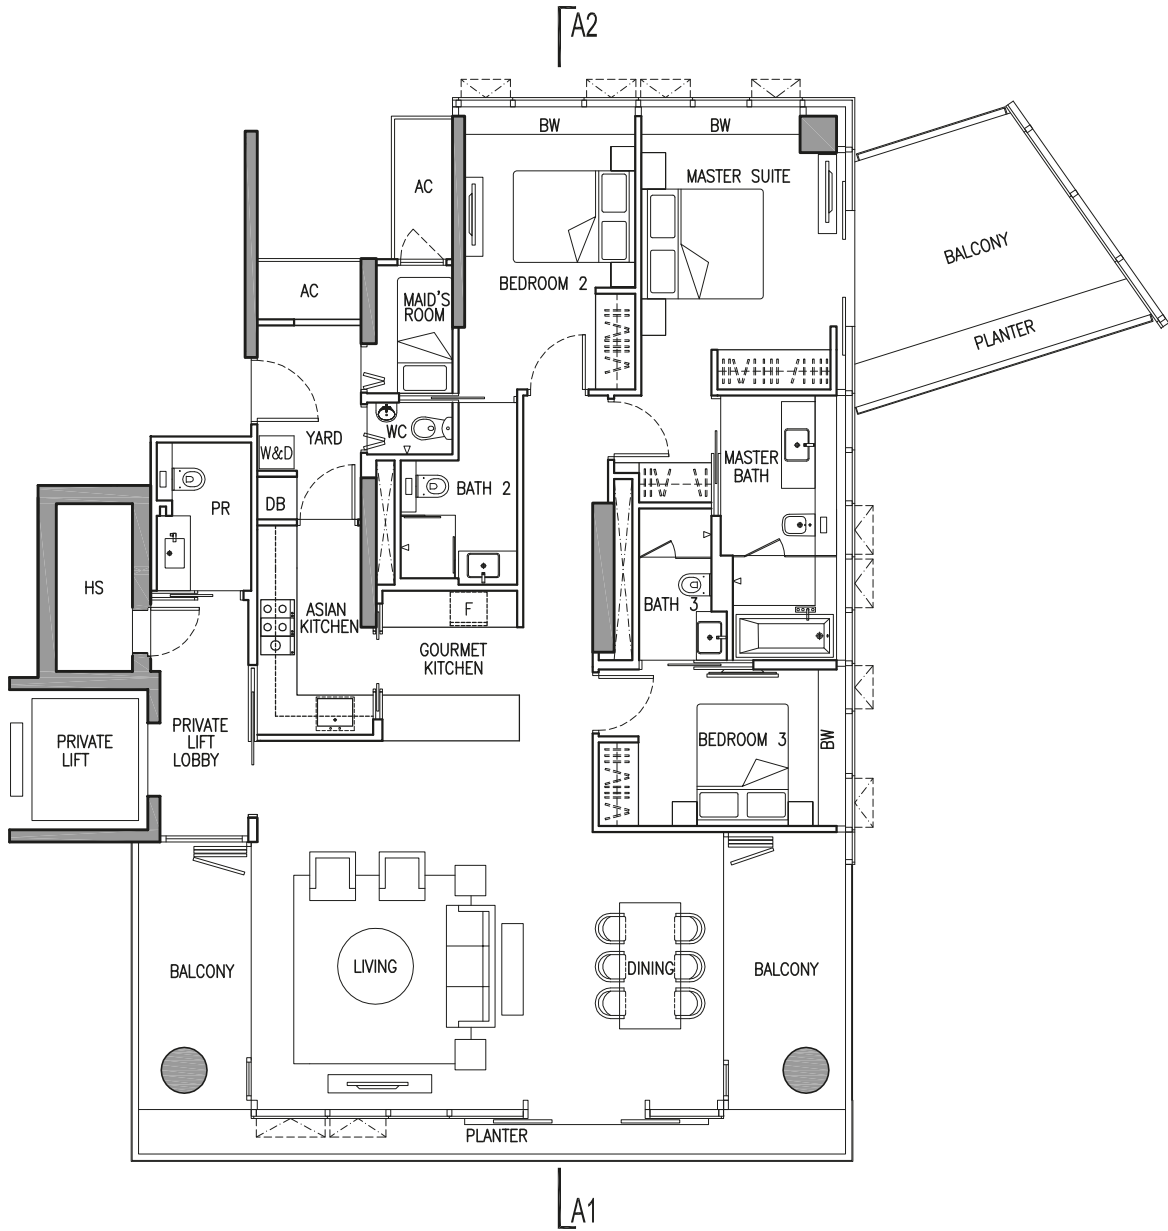 A2
BW
BW
AC
MASTER SUITE
BALCONY
BEDROOM 2
AC
MAID'S
ROOM
PLANTER
WC
YARD
W&D
MASTER
BATH
BATH 2
DB
PR
HS
ASIAN
KITCHEN
F
BATH 3
GOURMET
KITCHEN
PRIVATE
LIFT
PRIVATE
LIFT
LOBBY
BEDROOM 3
BW
BALCONY
LIVING
DINING
BALCONY
PLANTER
A1